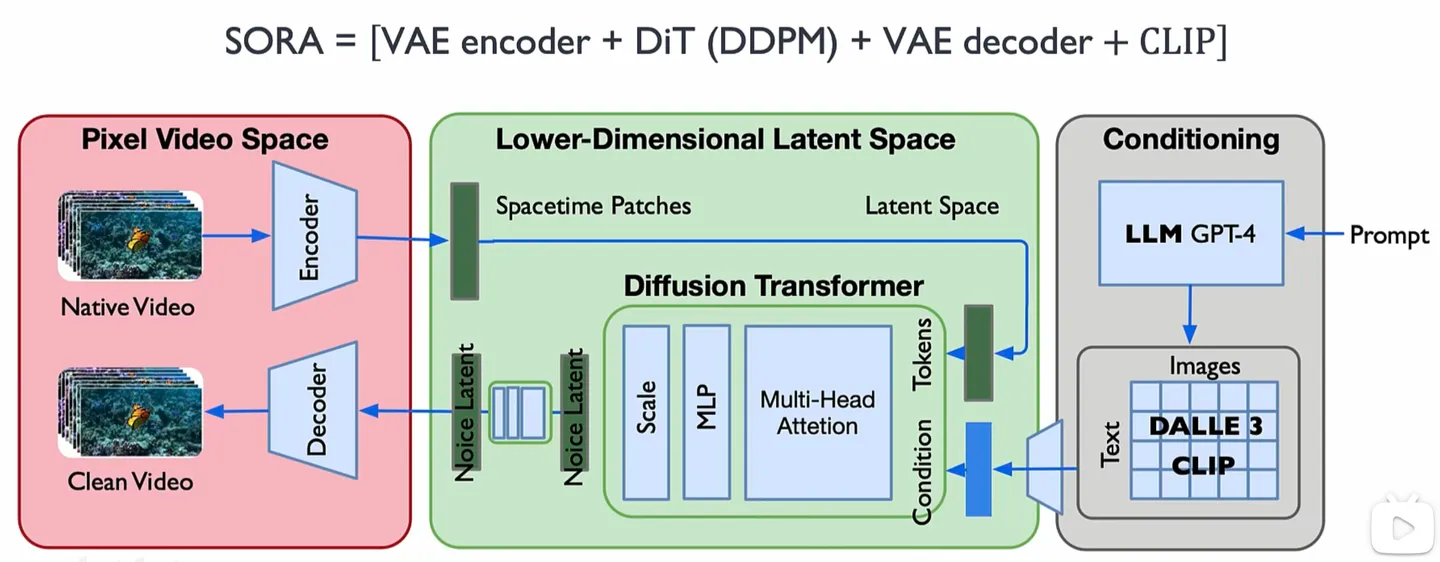 SORA = [VAE encoder + DiT (DDPM) + VAE decoder + CLIP]
Pixel Video Space
Native Video
Encoder
Clean Video
Decoder
Lower-Dimensional Latent Space
Spacetime Patches
Latent Space
Diffusion Transformer
Noice Latent
Noice Latent
Scale
MLP
Multi-Head
Attetion
Tokens
Condition
Conditioning
LLM GPT-4
Prompt
Images
Text
DALLE 3
CLIP